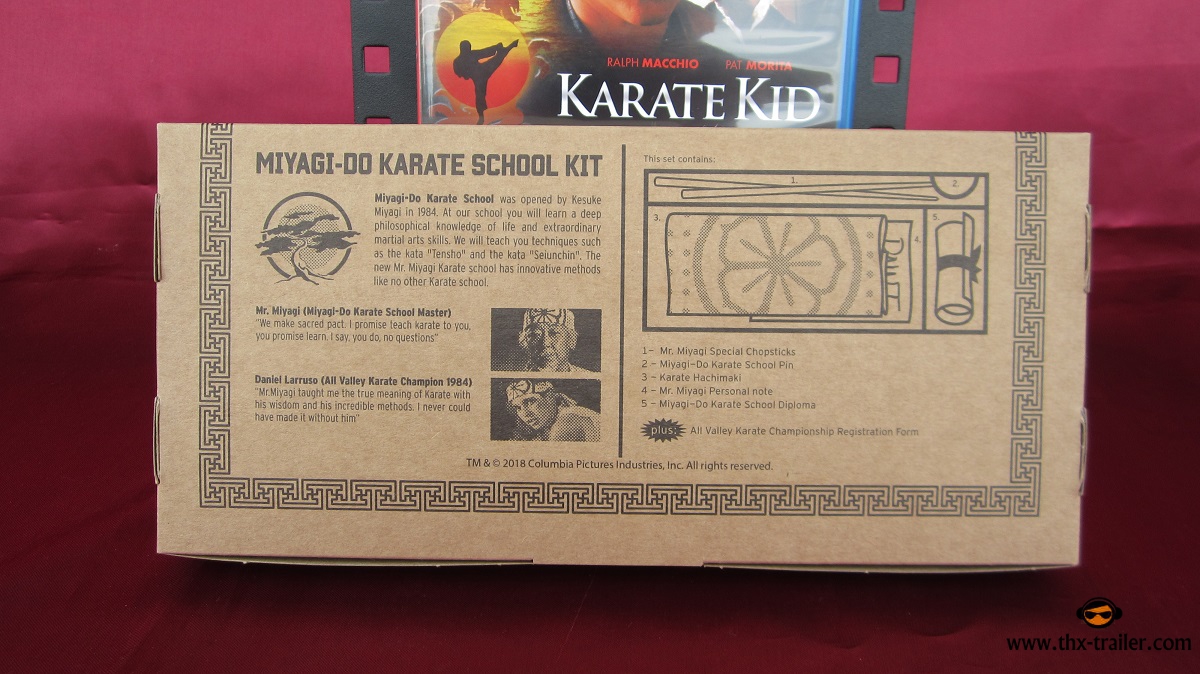 RALPH MACCHIO PAT MORITA
KARATE KID
MIYAGI-DO KARATE SCHOOL KIT
Miyagi-Do Karate School was opened by Kesuke
Miyagi in 1984. At our school you will learn a deep
philosophical knowledge of life and extraordinary
martial arts skills. We will teach you techniques such
as the kata "Tensho" and the kata "Seiunchin". The
new Mr. Miyagi Karate school has innovative methods
like no other Karate school.
Mr. Miyagi (Miyagi-Do Karate School Master)
"We make sacred pact. I promise teach karate to you,
you promise learn. I say, you do, no questions"
Daniel Larruso (All Valley Karate Champion 1984)
"Mr.Miyagi taught me the true meaning of Karate with
his wisdom and his incredible methods. I never could
have made it without him"
This set contains:
1.
2.
3.
4.
5.
1- Mr. Miyagi Special Chopsticks
2 - Miyagi-Do Karate School Pin
3 - Karate Hachimaki
4 - Mr. Miyagi Personal note
5 - Miyagi-Do Karate School Diploma
plus: All Valley Karate Championship Registration Form
TM & © 2018 Columbia Pictures Industries, Inc. All rights reserved.
www.thx-trailer.com